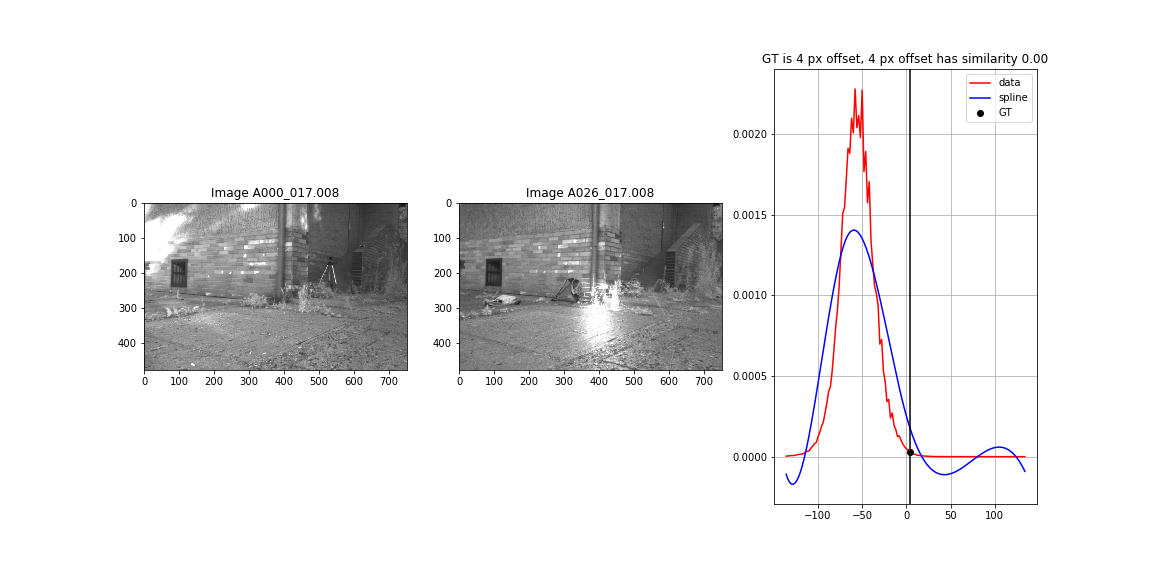 GT is 4 px offset, 4 px offset has similarity 0.00
data
spline
GT
0.0020
0.0015
0.0010
0.0005
0.0000
−100 −50 0 50 100
Image A000_017.008
0
100
200
300
400
0 100 200 300 400 500 600 700
Image A026_017.008
0
100
200
300
400
0 100 200 300 400 500 600 700